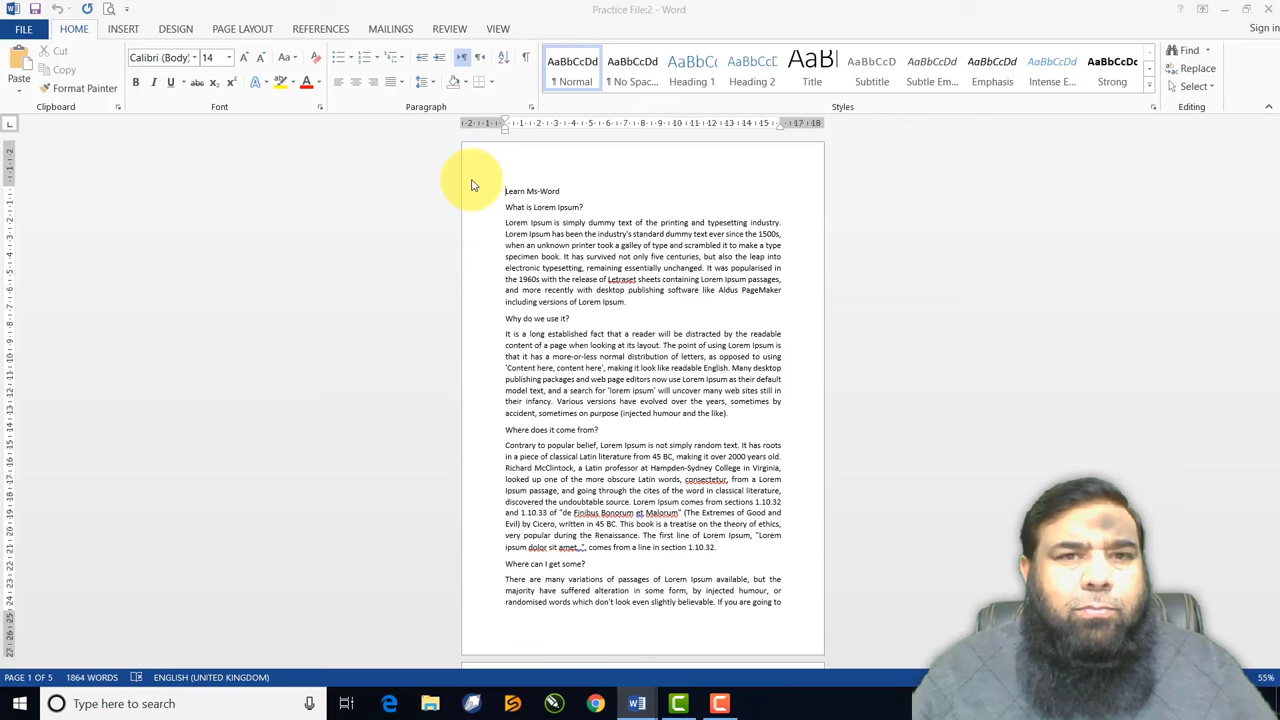 Practice File:2 - Word
Sign in
FILE HOME INSERT DESIGN PAGE LAYOUT REFERENCES MAILINGS REVIEW VIEW
Cut
Copy
Format Painter
Paste
Clipboard
Calibri (Body) 14
Font
Paragraph
AaBbCcDd AaBbCcDd AaBbCc AaBbCcD AaBl AaBbCcD AaBbCcDd AaBbCcDd AaBbCcDd AaBbCcDc
¶ Normal ¶ No Spac... Heading 1 Heading 2 Title Subtitle Subtle Em... Emphasis Intense E... Strong
Styles
Find
Replace
Select
Editing
Learn Ms-Word
What is Lorem Ipsum?
Lorem Ipsum is simply dummy text of the printing and typesetting industry.
Lorem Ipsum has been the industry's standard dummy text ever since the 1500s,
when an unknown printer took a galley of type and scrambled it to make a type
specimen book. It has survived not only five centuries, but also the leap into
electronic typesetting, remaining essentially unchanged. It was popularised in
the 1960s with the release of Letraset sheets containing Lorem Ipsum passages,
and more recently with desktop publishing software like Aldus PageMaker
including versions of Lorem Ipsum.
Why do we use it?
It is a long established fact that a reader will be distracted by the readable
content of a page when looking at its layout. The point of using Lorem Ipsum is
that it has a more-or-less normal distribution of letters, as opposed to using
'Content here, content here', making it look like readable English. Many desktop
publishing packages and web page editors now use Lorem Ipsum as their default
model text, and a search for 'lorem ipsum' will uncover many web sites still in
their infancy. Various versions have evolved over the years, sometimes by
accident, sometimes on purpose (injected humour and the like).
Where does it come from?
Contrary to popular belief, Lorem Ipsum is not simply random text. It has roots
in a piece of classical Latin literature from 45 BC, making it over 2000 years old.
Richard McClintock, a Latin professor at Hampden-Sydney College in Virginia,
looked up one of the more obscure Latin words, consectetur, from a Lorem
Ipsum passage, and going through the cites of the word in classical literature,
discovered the undoubtable source. Lorem Ipsum comes from sections 1.10.32
and 1.10.33 of "de Finibus Bonorum et Malorum" (The Extremes of Good and
Evil) by Cicero, written in 45 BC. This book is a treatise on the theory of ethics,
very popular during the Renaissance. The first line of Lorem Ipsum, "Lorem
ipsum dolor sit amet..", comes from a line in section 1.10.32.
Where can I get some?
There are many variations of passages of Lorem Ipsum available, but the
majority have suffered alteration in some form, by injected humour, or
randomised words which don't look even slightly believable. If you are going to
PAGE 1 OF 5 1864 WORDS ENGLISH (UNITED KINGDOM) 55%
Type here to search